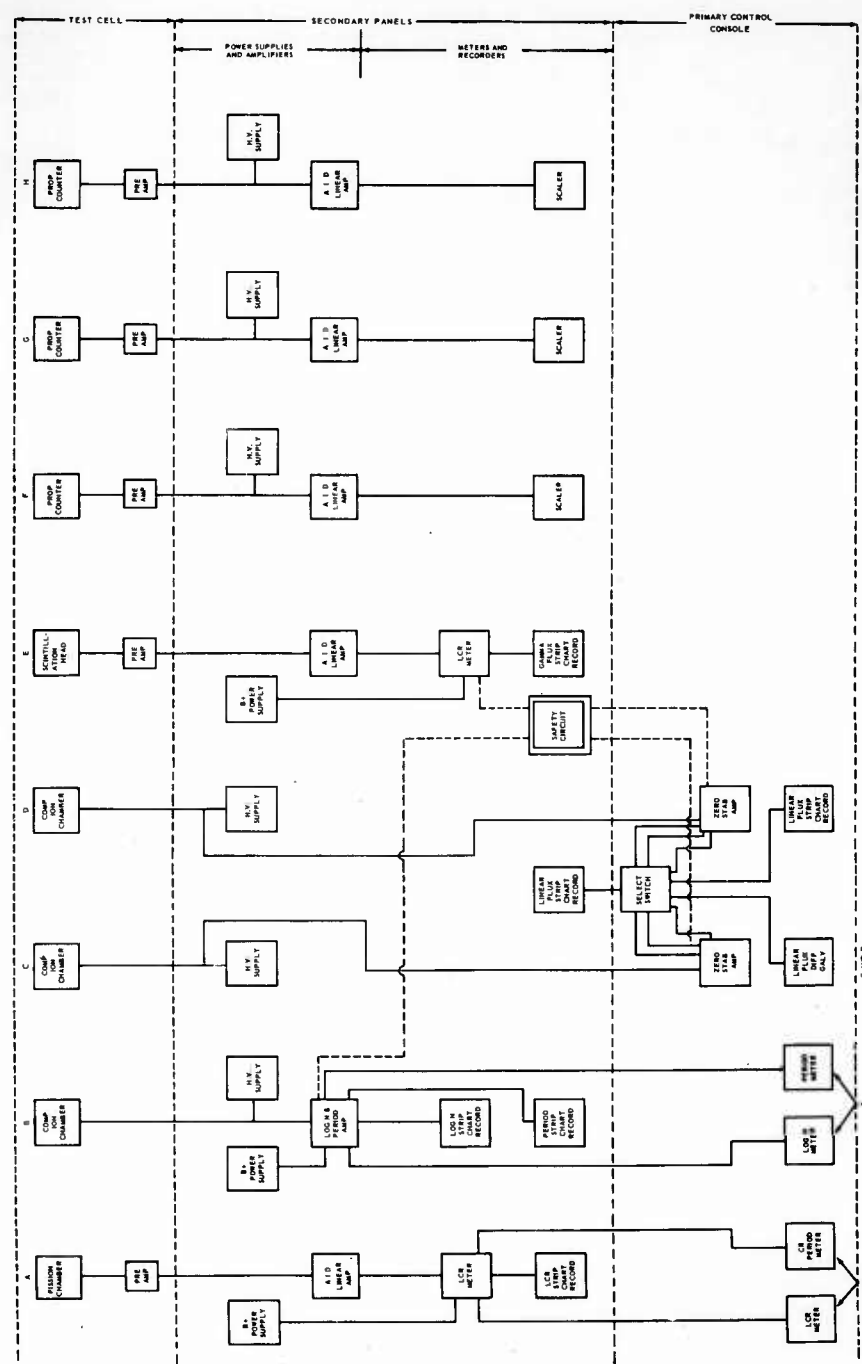 TEST CELL
SECONDARY PANELS
PRIMARY CONTROL
CONSOLE
POWER SUPPLIES
AND AMPLIFIERS
METERS AND
RECORDERS
H
PROP
COUNTER
PRE
AMP
H.V.
SUPPLY
A I D
LINEAR
AMP
SCALER
G
PROP
COUNTER
PRE
AMP
H.V.
SUPPLY
A I D
LINEAR
AMP
SCALER
F
PROP
COUNTER
PRE
AMP
H.V.
SUPPLY
A I D
LINEAR
AMP
SCALER
E
SCINTILL-
ATION
HEAD
PRE
AMP
B+
POWER
SUPPLY
A I D
LINEAR
AMP
LCR
METER
GAMMA
FLUX
STRIP
CHART
RECORD
SAFETY
CIRCUIT
D
COMP
ION
CHAMBER
H.V.
SUPPLY
ZERO
STAB
AMP
LINEAR
FLUX
STRIP
CHART
RECORD
LINEAR
FLUX
STRIP
CHART
RECORD
SELECT
SWITCH
C
COMP
ION
CHAMBER
H.V.
SUPPLY
ZERO
STAB
AMP
LINEAR
FLUX
DIFF
GALV
B
COMP
ION
CHAMBER
H.V.
SUPPLY
B+
POWER
SUPPLY
LOG N &
PERIOD
AMP
LOG N
STRIP
CHART
RECORD
PERIOD
STRIP
CHART
RECORD
PERIOD
METER
LOG N
METER
A
FISSION
CHAMBER
PRE
AMP
B+
POWER
SUPPLY
A I D
LINEAR
AMP
LCR
METER
LCR
STRIP
CHART
RECORD
CR
PERIOD
METER
LCR
METER